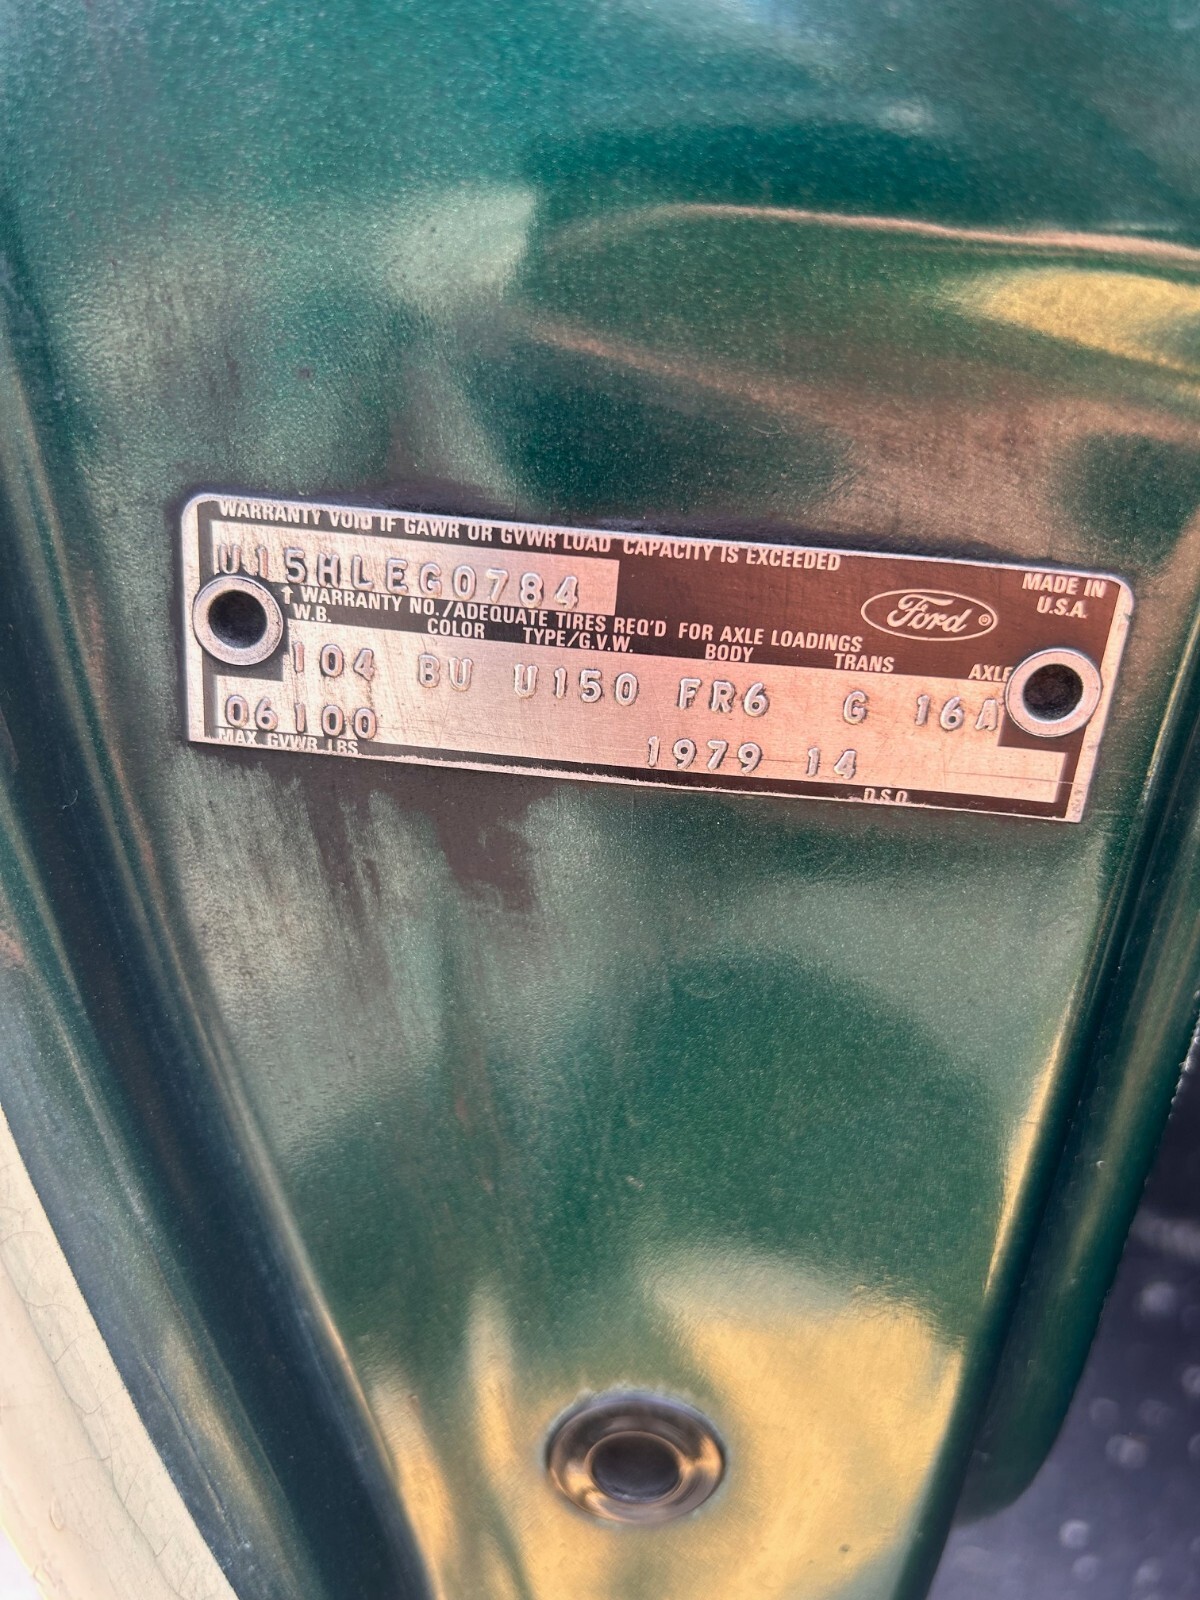 WARRANTY VOID IF GAWR OR GVWR LOAD CAPACITY IS EXCEEDED
MADE IN U.S.A.
U15HLEG0784
Ford ®
↑ WARRANTY NO./ADEQUATE TIRES REQ'D FOR AXLE LOADINGS
W.B. COLOR TYPE/G.V.W. BODY TRANS AXLE
104 BU U150 FR6 G 16A
06100 1979 14
MAX. GVWR LBS. D.S.O.